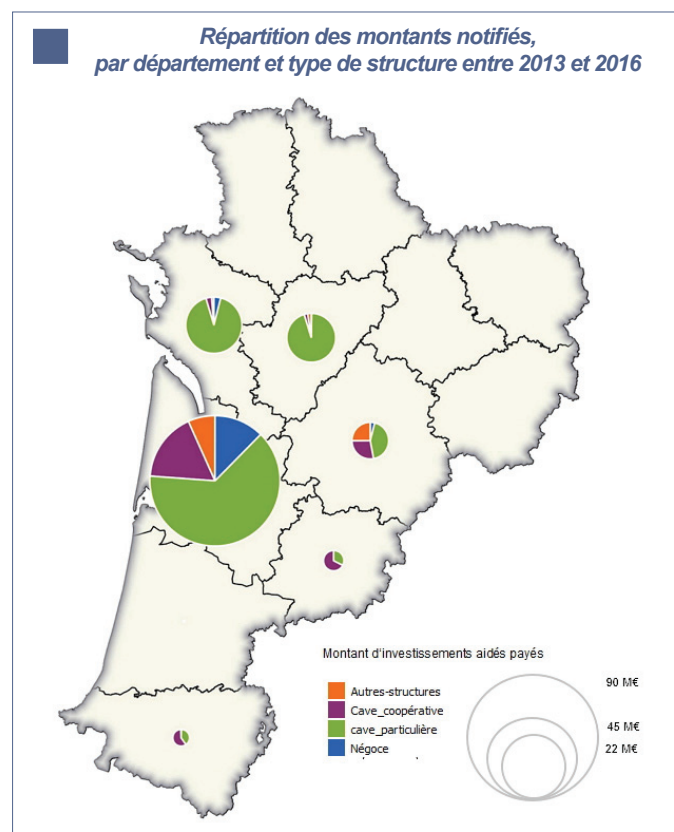 Répartition des montants notifiés,
par département et type de structure entre 2013 et 2016
Montant d'investissements aidés payés
90 M€
Autres-structures
Cave_coopérative
45 M€
cave_particulière
22 M€
Négoce